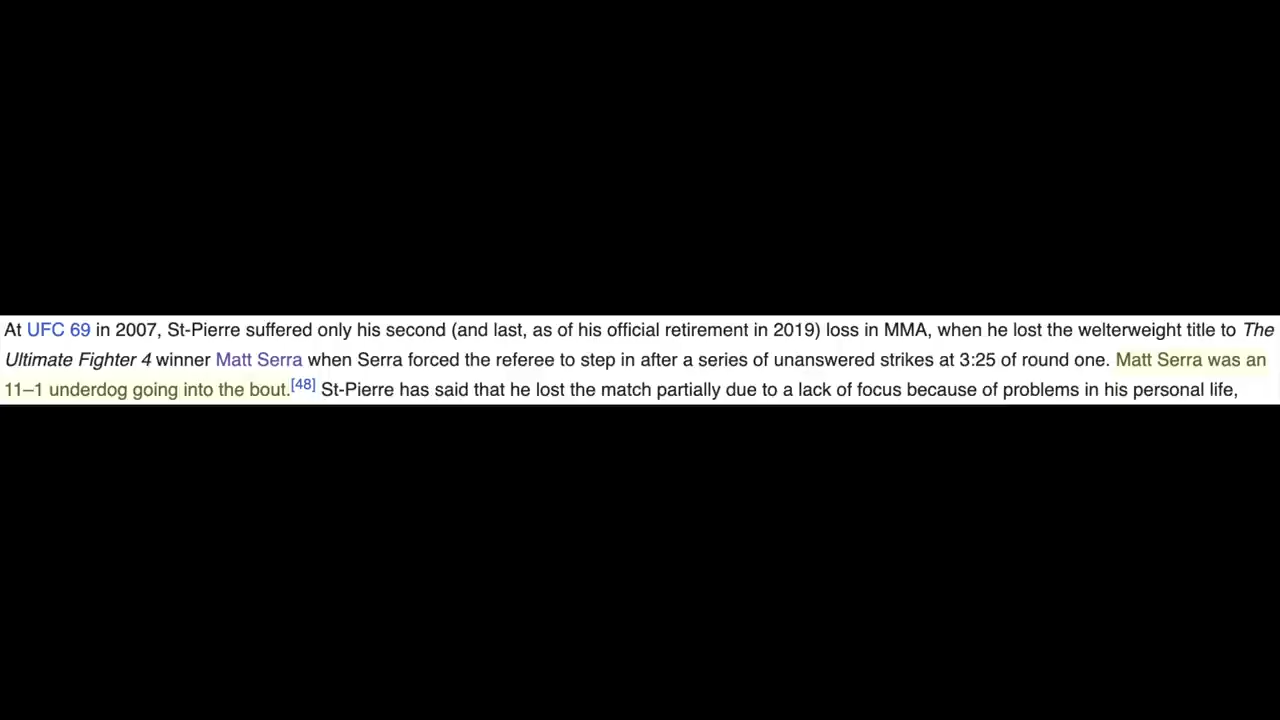 At UFC 69 in 2007, St-Pierre suffered only his second (and last, as of his official retirement in 2019) loss in MMA, when he lost the welterweight title to The
Ultimate Fighter 4 winner Matt Serra when Serra forced the referee to step in after a series of unanswered strikes at 3:25 of round one. Matt Serra was an
11–1 underdog going into the bout.[48] St-Pierre has said that he lost the match partially due to a lack of focus because of problems in his personal life,